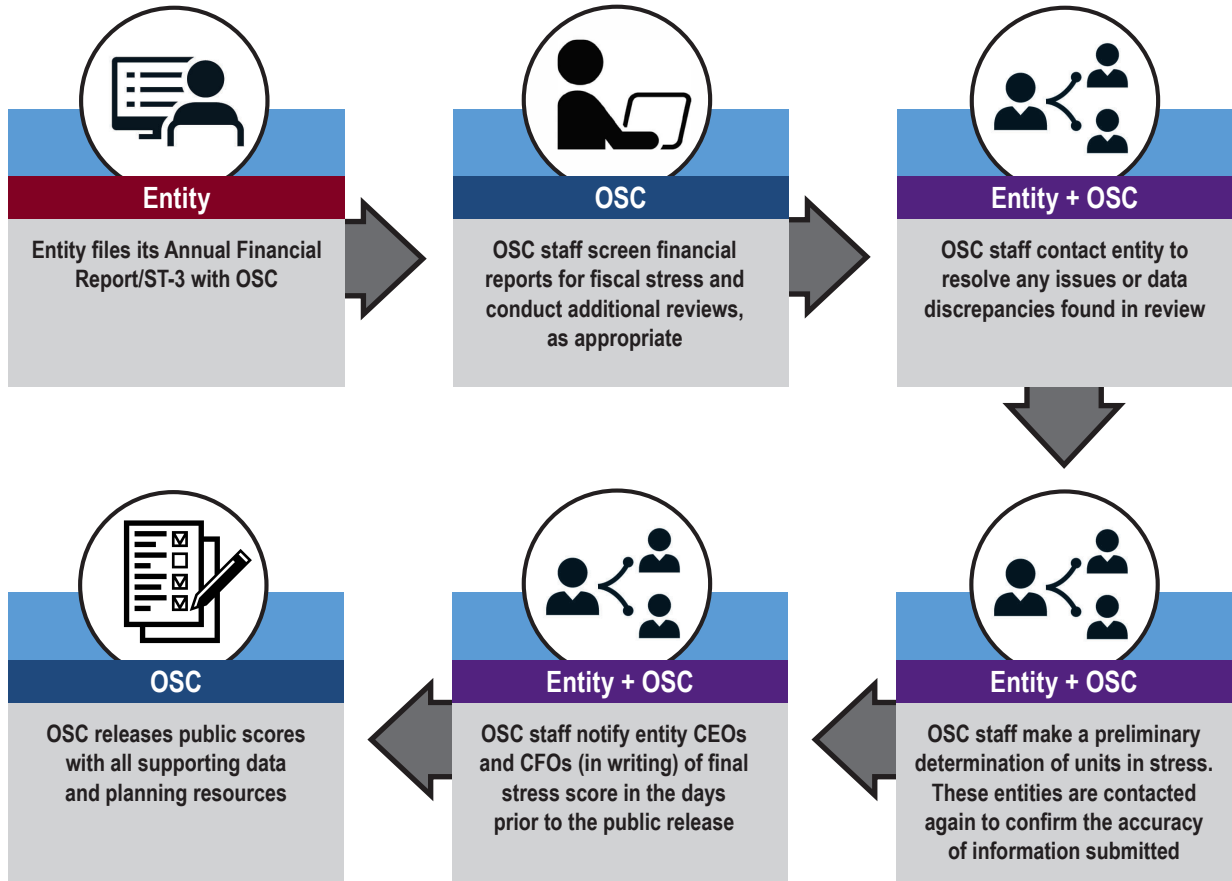 Entity
Entity files its Annual Financial
Report/ST-3 with OSC
OSC
OSC staff screen financial
reports for fiscal stress and
conduct additional reviews,
as appropriate
Entity + OSC
OSC staff contact entity to
resolve any issues or data
discrepancies found in review
Entity + OSC
OSC staff make a preliminary
determination of units in stress.
These entities are contacted
again to confirm the accuracy
of information submitted
Entity + OSC
OSC staff notify entity CEOs
and CFOs (in writing) of final
stress score in the days
prior to the public release
OSC
OSC releases public scores
with all supporting data
and planning resources